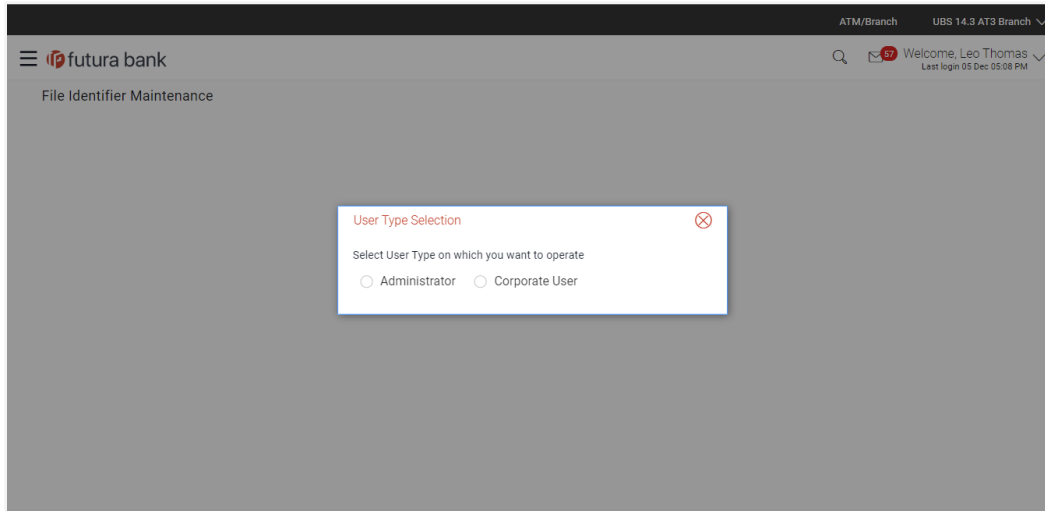 ATM/Branch UBS 14.3 AT3 Branch
futura bank
57 Welcome, Leo Thomas
Last login 05 Dec 05:08 PM
File Identifier Maintenance
User Type Selection
Select User Type on which you want to operate
Administrator Corporate User